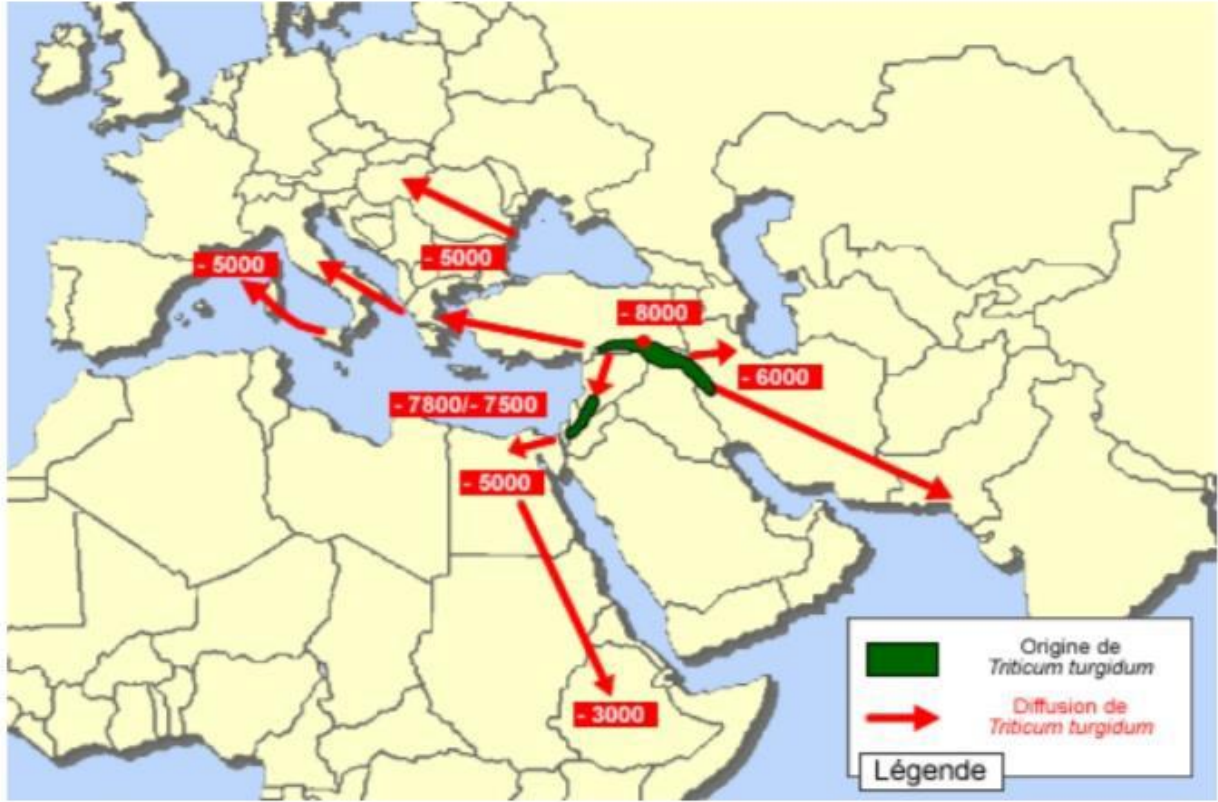 - 5000
- 5000
- 8000
- 6000
- 7800/- 7500
- 5000
- 3000
Origine de
Triticum turgidum
Diffusion de
Triticum turgidum
Légende